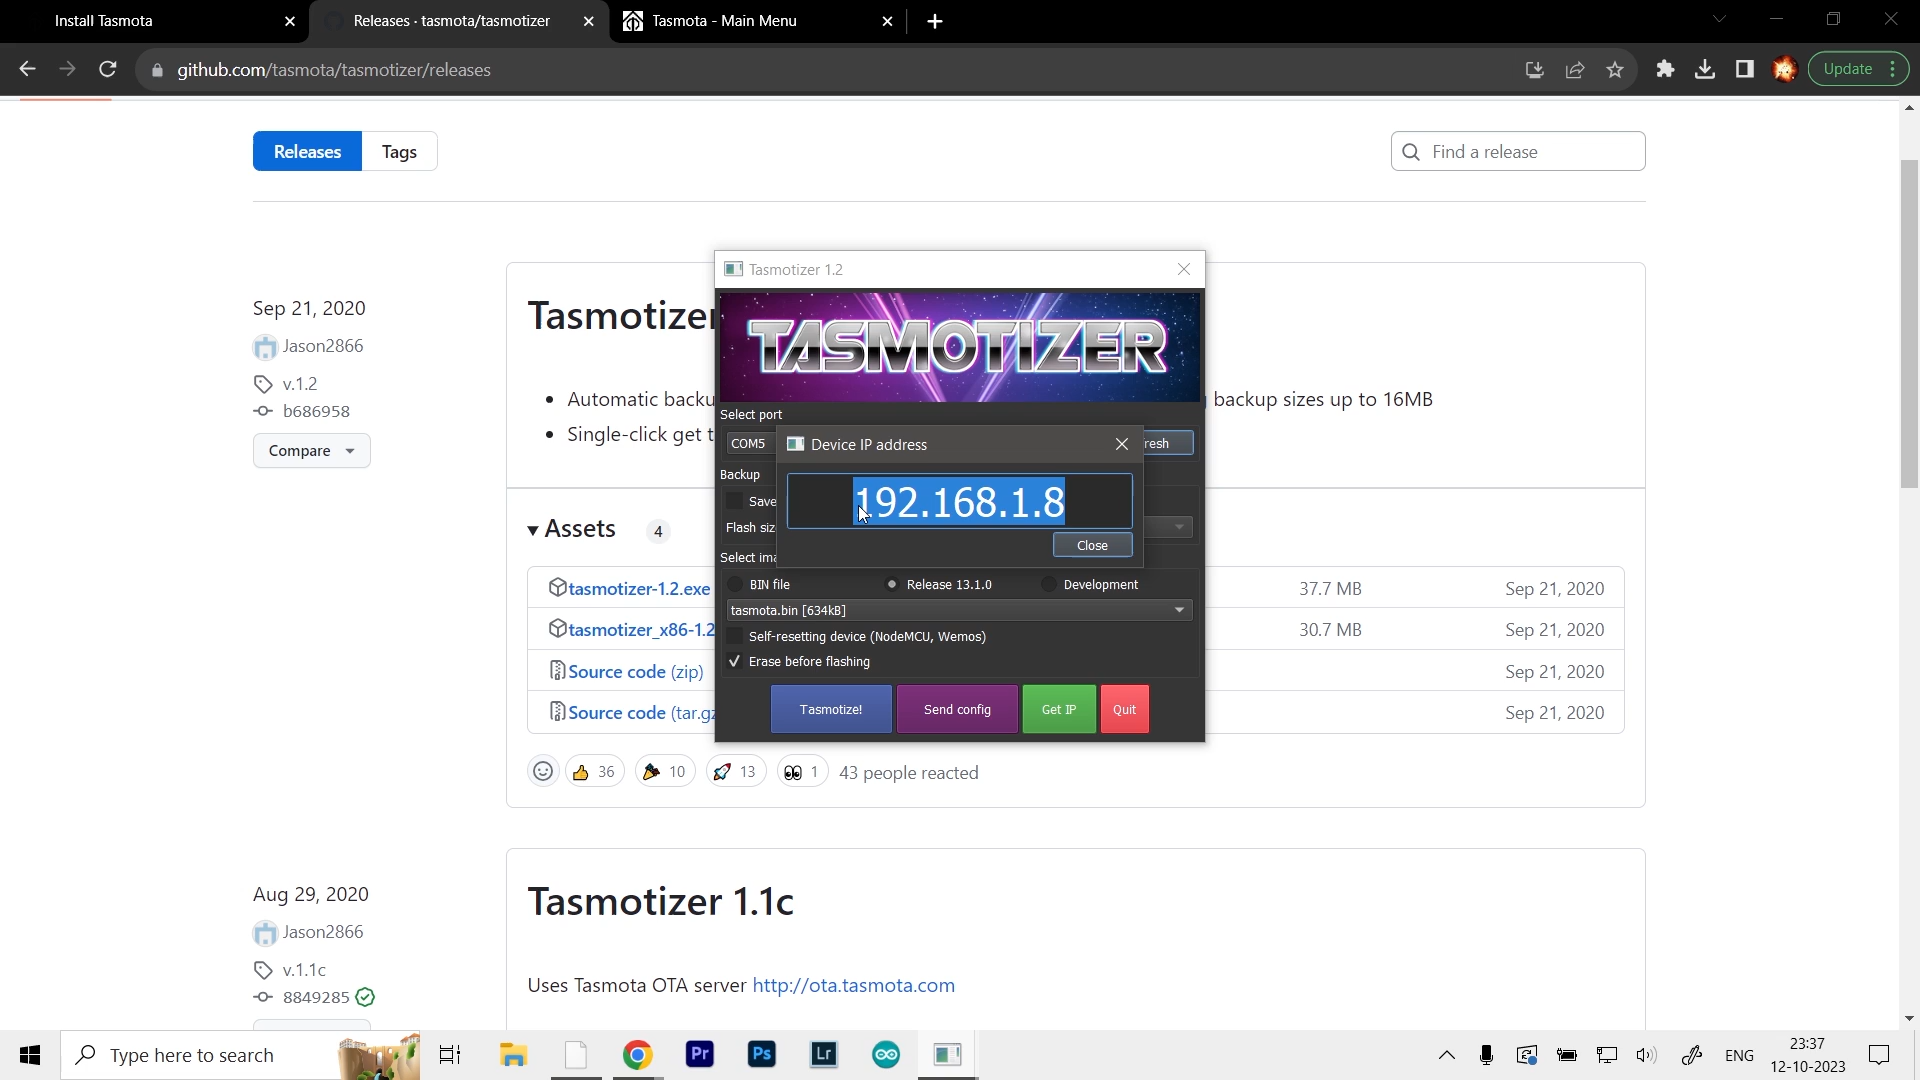 Install Tasmota
Releases · tasmota/tasmotizer
Tasmota - Main Menu
github.com/tasmota/tasmotizer/releases
Update
Releases
Tags
Find a release
Sep 21, 2020
Jason2866
v.1.2
b686958
Compare
Tasmotizer
Automatic backu
backup sizes up to 16MB
Single-click get t
Assets 4
tasmotizer-1.2.exe 37.7 MB Sep 21, 2020
tasmotizer_x86-1.2 30.7 MB Sep 21, 2020
Source code (zip) Sep 21, 2020
Source code (tar.gz Sep 21, 2020
36 10 13 1 43 people reacted
Tasmotizer 1.2
TASMOTIZER
Select port
COM5
resh
Device IP address
192.168.1.8
Close
Backup
Save
Flash siz
Select ima
BIN file
Release 13.1.0
Development
tasmota.bin [634kB]
Self-resetting device (NodeMCU, Wemos)
Erase before flashing
Tasmotize!
Send config
Get IP
Quit
Aug 29, 2020
Jason2866
v.1.1c
8849285
Tasmotizer 1.1c
Uses Tasmota OTA server http://ota.tasmota.com
Type here to search
Pr
Ps
Lr
ENG
23:37
12-10-2023